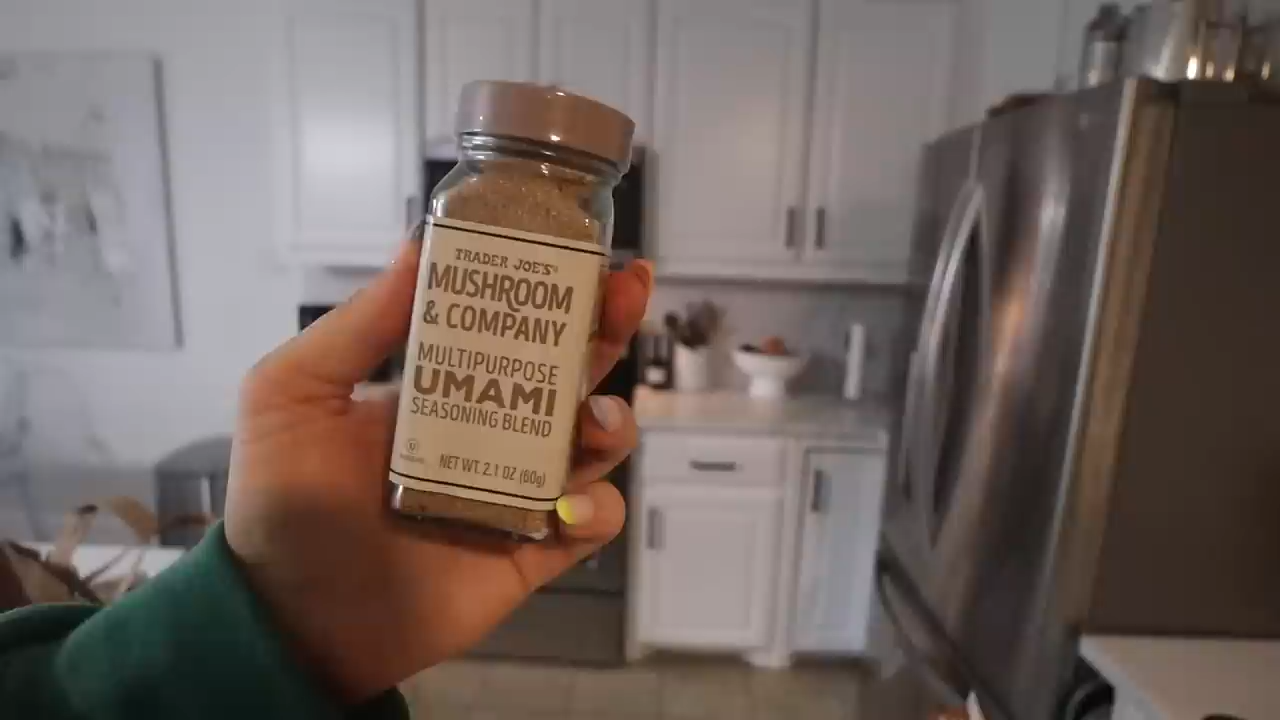 TRADER JOE'S
MUSHROOM
& COMPANY
MULTIPURPOSE
UMAMI
SEASONING BLEND
NET WT. 2.1 OZ (60g)